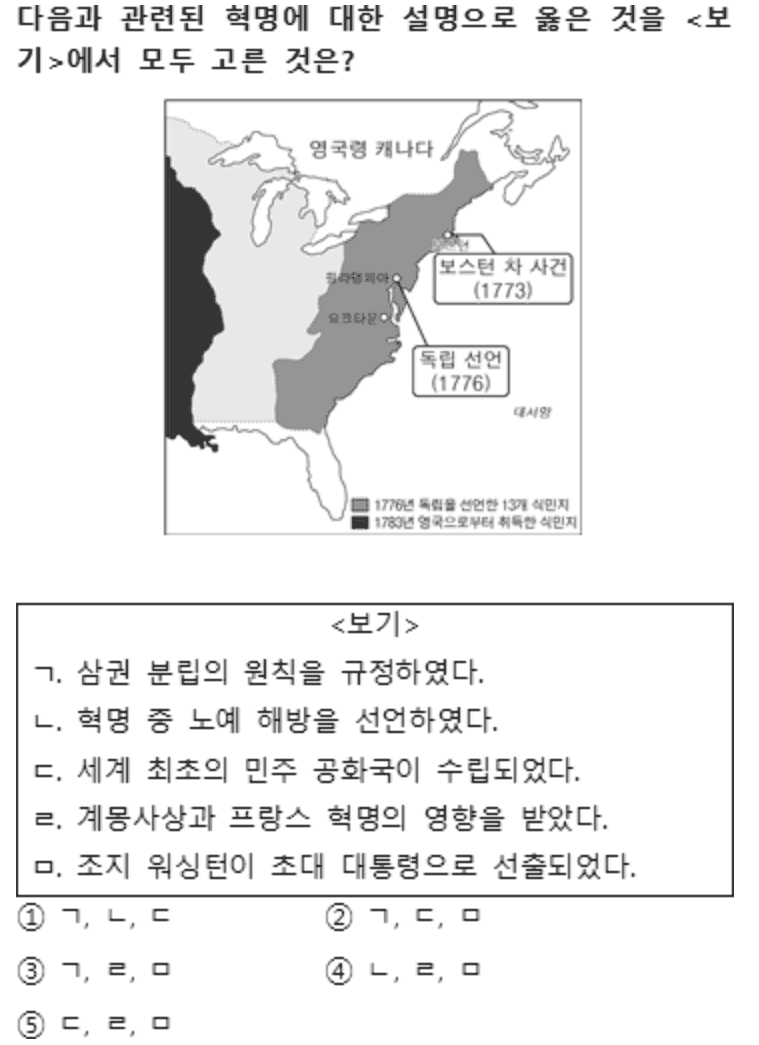 다음과 관련된 혁명에 대한 설명으로 옳은 것을 <보
기>에서 모두 고른 것은?
영국령 캐나다
보스턴 차 사건
(1773)
필라델피아
요크타운
독립 선언
(1776)
대서양
1776년 독립을 선언한 13개 식민지
1783년 영국으로부터 취득한 식민지
<보기>
ㄱ. 삼권 분립의 원칙을 규정하였다.
ㄴ. 혁명 중 노예 해방을 선언하였다.
ㄷ. 세계 최초의 민주 공화국이 수립되었다.
ㄹ. 계몽사상과 프랑스 혁명의 영향을 받았다.
ㅁ. 조지 워싱턴이 초대 대통령으로 선출되었다.
① ㄱ, ㄴ, ㄷ ② ㄱ, ㄷ, ㅁ
③ ㄱ, ㄹ, ㅁ ④ ㄴ, ㄹ, ㅁ
⑤ ㄷ, ㄹ, ㅁ